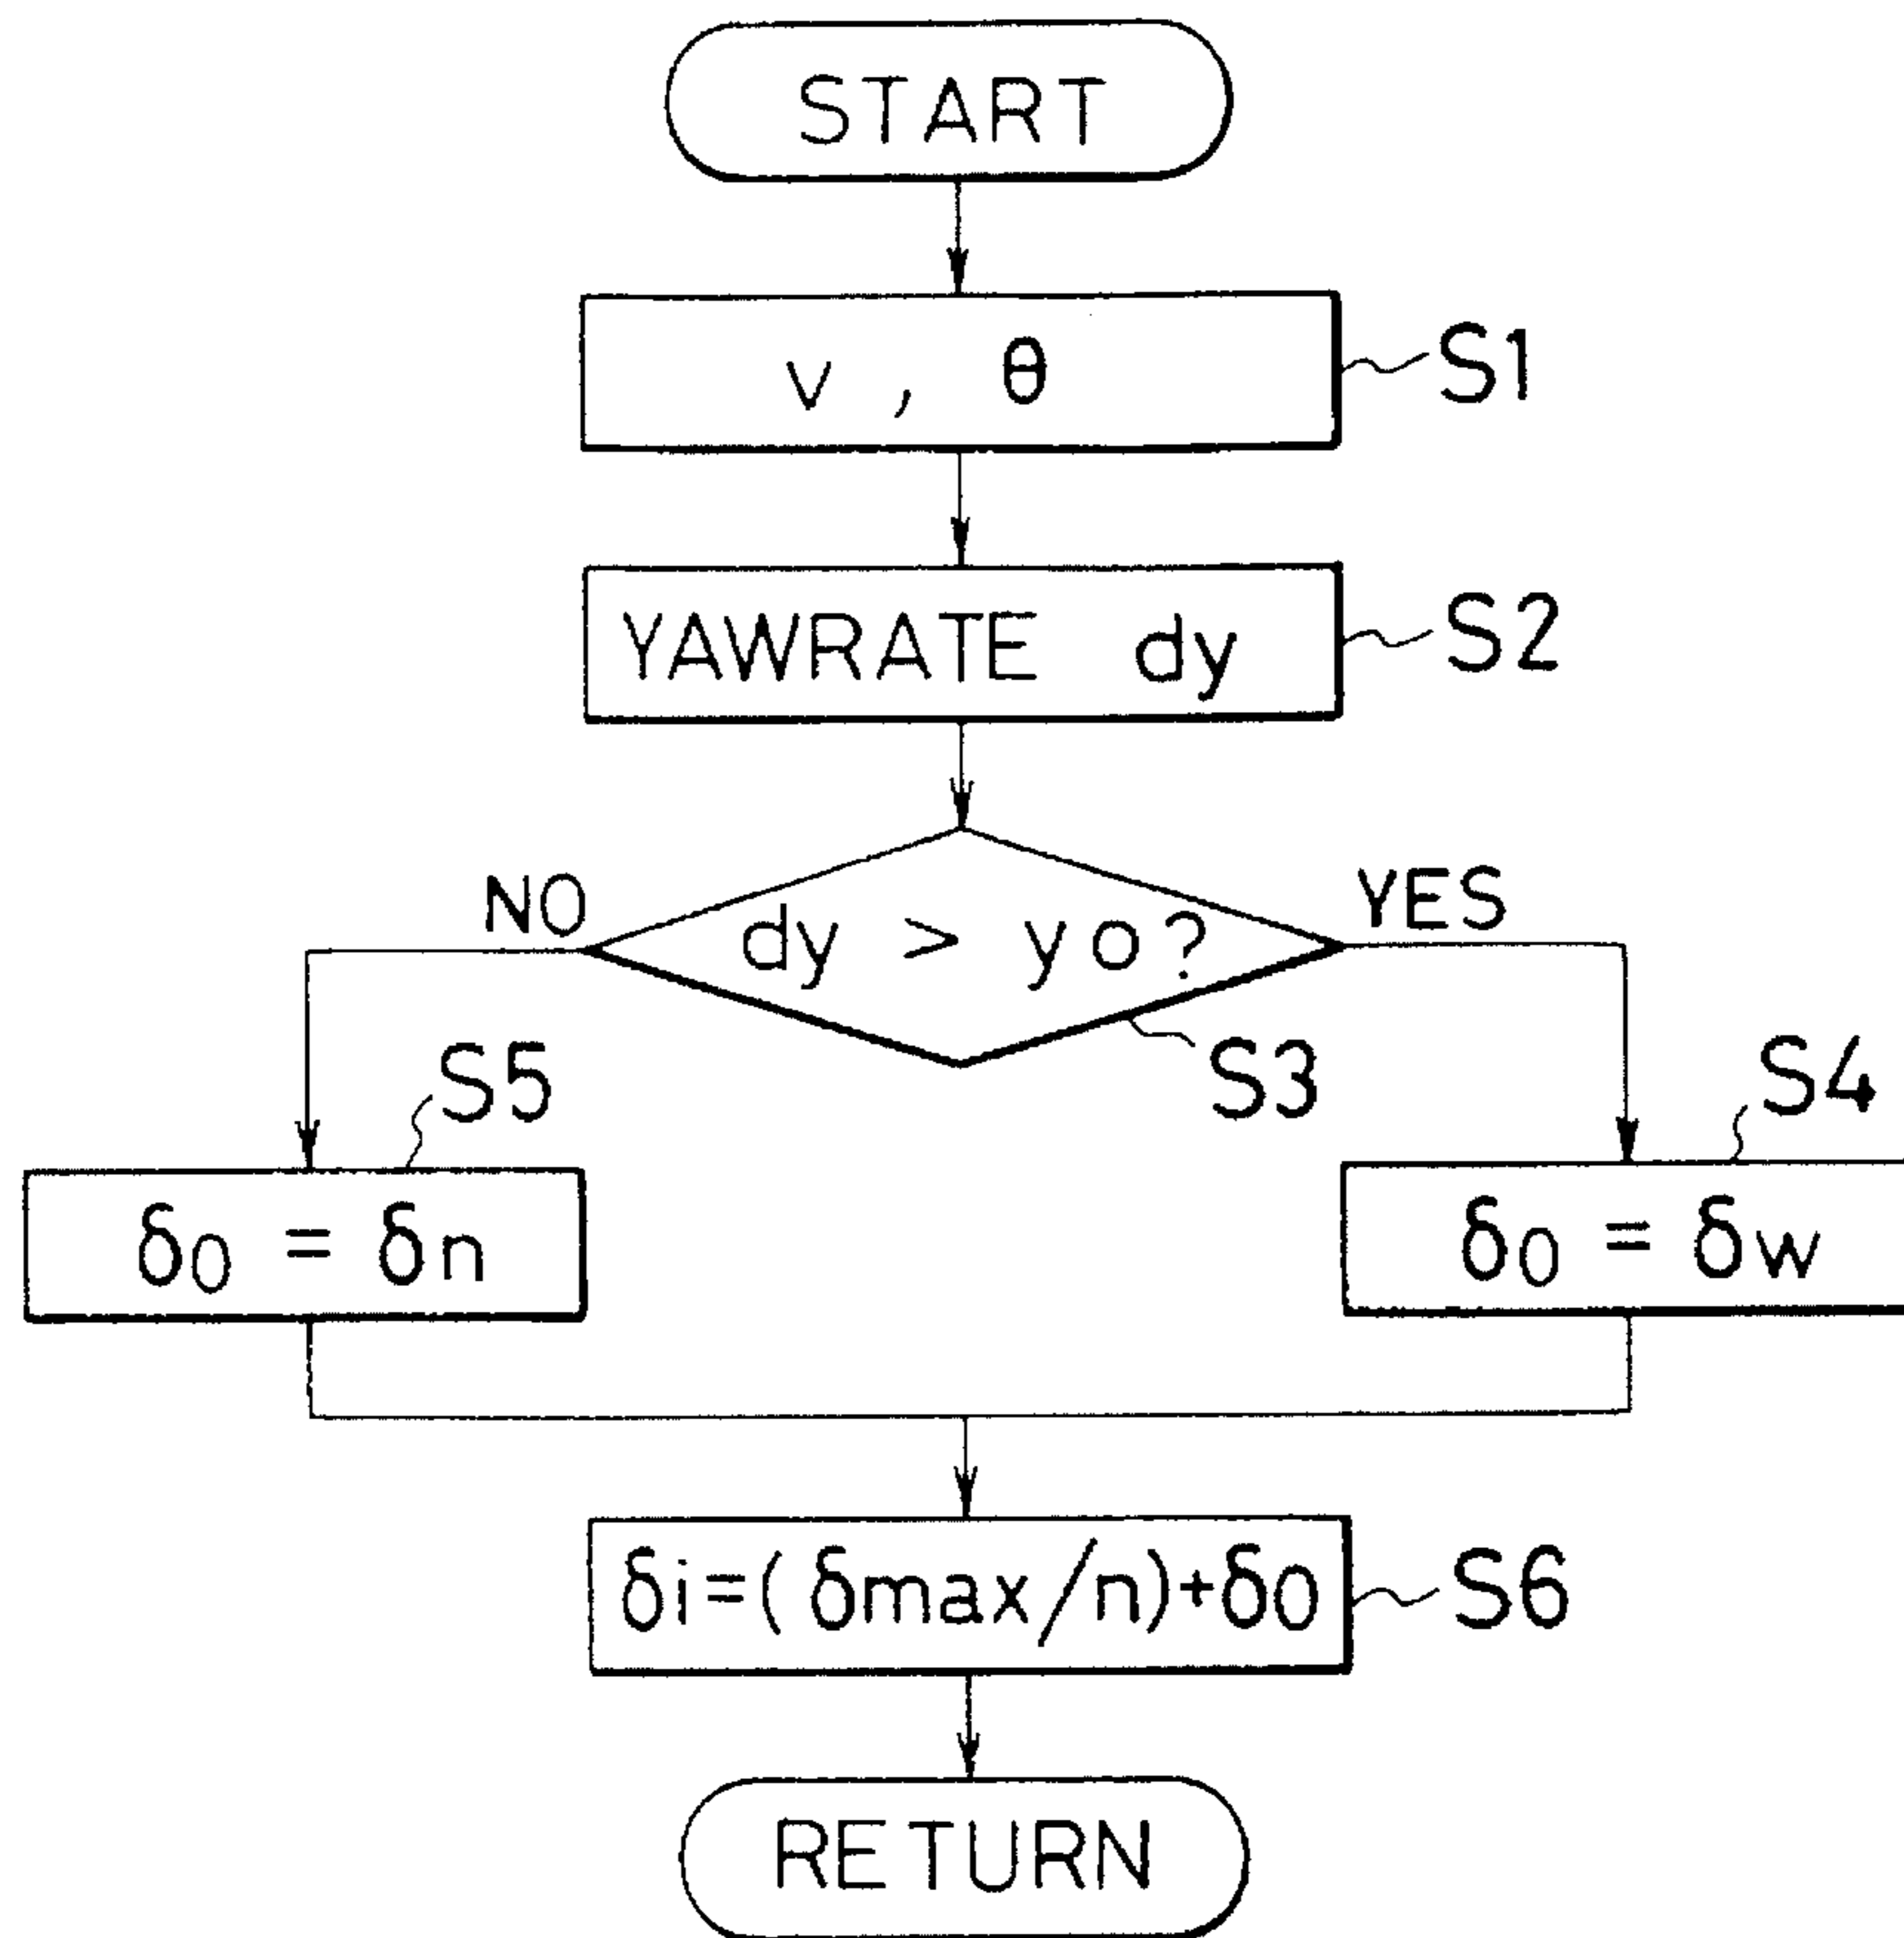 START
v , θ
S1
YAWRATE dy
S2
NO
YES
dy > yo?
S3
S5
S4
δo = δn
δo = δw
δi=(δmax/n)+δo
S6
RETURN